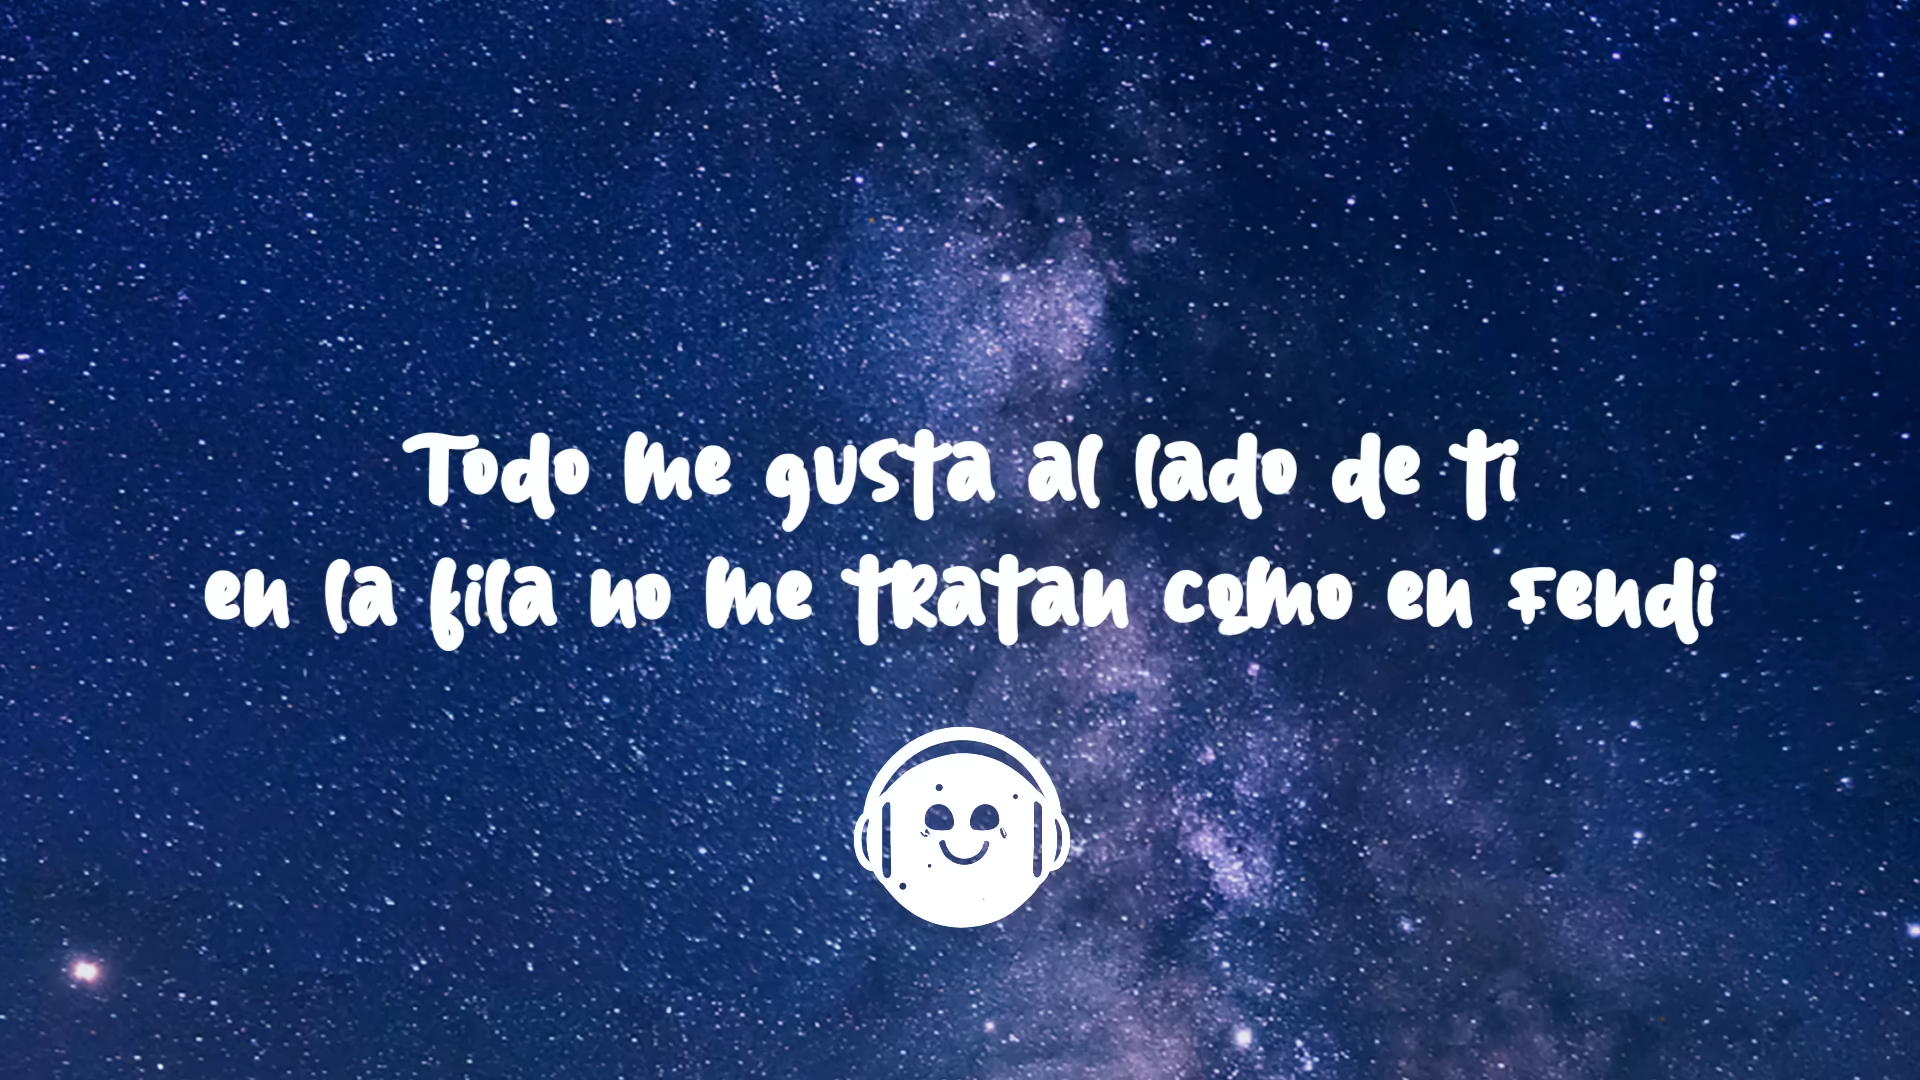 Todo me gusta al lado de ti
en la fila no me tratan como en Fendi